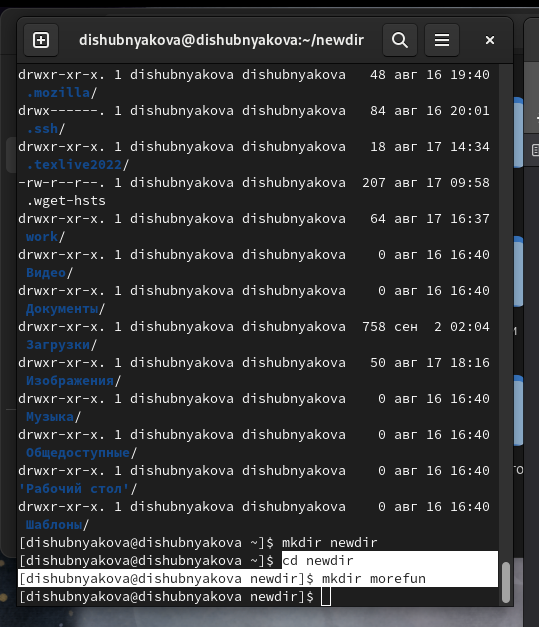 dishubnyakova@dishubnyakova:~/newdir
drwxr-xr-x. 1 dishubnyakova dishubnyakova   48 авг 16 19:40
 .mozilla/
drwx------. 1 dishubnyakova dishubnyakova   84 авг 16 20:01
 .ssh/
drwxr-xr-x. 1 dishubnyakova dishubnyakova   18 авг 17 14:34
 .texlive2022/
-rw-r--r--. 1 dishubnyakova dishubnyakova  207 авг 17 09:58
 .wget-hsts
drwxr-xr-x. 1 dishubnyakova dishubnyakova   64 авг 17 16:37
 work/
drwxr-xr-x. 1 dishubnyakova dishubnyakova    0 авг 16 16:40
 Видео/
drwxr-xr-x. 1 dishubnyakova dishubnyakova    0 авг 16 16:40
 Документы/
drwxr-xr-x. 1 dishubnyakova dishubnyakova  758 сен  2 02:04
 Загрузки/
drwxr-xr-x. 1 dishubnyakova dishubnyakova   50 авг 17 18:16
 Изображения/
drwxr-xr-x. 1 dishubnyakova dishubnyakova    0 авг 16 16:40
 Музыка/
drwxr-xr-x. 1 dishubnyakova dishubnyakova    0 авг 16 16:40
 Общедоступные/
drwxr-xr-x. 1 dishubnyakova dishubnyakova    0 авг 16 16:40
'Рабочий стол'/
drwxr-xr-x. 1 dishubnyakova dishubnyakova    0 авг 16 16:40
 Шаблоны/
[dishubnyakova@dishubnyakova ~]$ mkdir newdir
[dishubnyakova@dishubnyakova ~]$ cd newdir
[dishubnyakova@dishubnyakova newdir]$ mkdir morefun
[dishubnyakova@dishubnyakova newdir]$